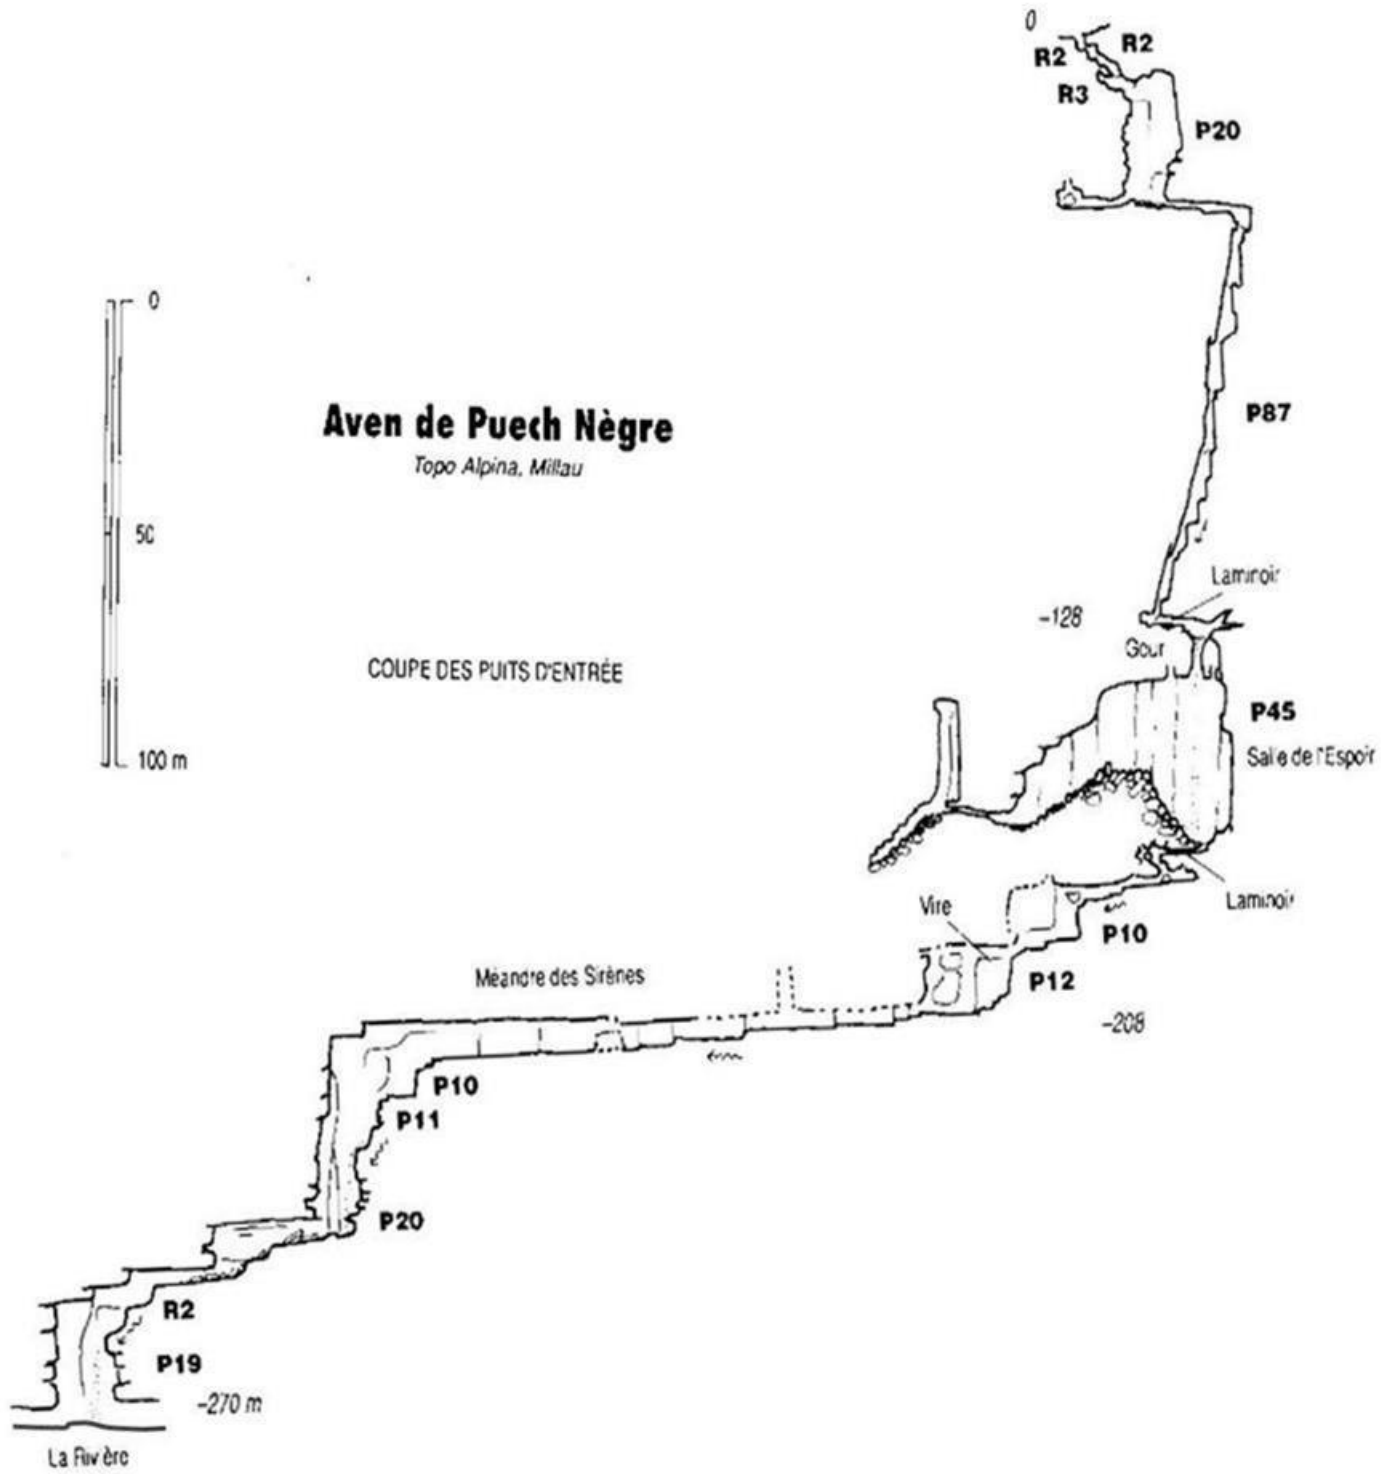 0
R2
R2
R3
P20
0
Aven de Puech Nègre
Topo Alpina, Millau
P87
50
Laminoir
-128
Gour
COUPE DES PUITS D'ENTRÉE
P45
Salle de l'Espoir
100 m
Vire
Laminoir
P10
Méandre des Sirènes
P12
-208
P10
P11
P20
R2
P19
-270 m
La Rivière